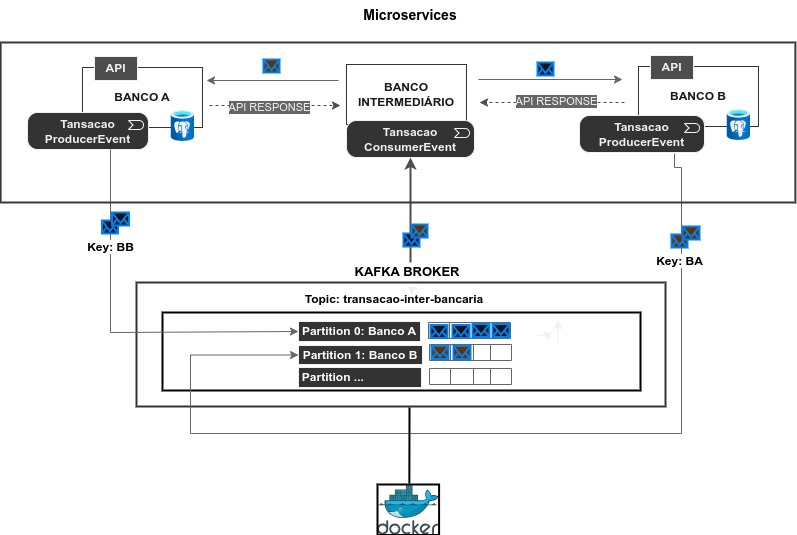 Microservices
API
BANCO A
Tansacao
ProducerEvent
API RESPONSE
BANCO
INTERMEDIÁRIO
Tansacao
ConsumerEvent
API RESPONSE
API
BANCO B
Tansacao
ProducerEvent
Key: BB
Key: BA
KAFKA BROKER
Topic: transacao-inter-bancaria
Partition 0: Banco A
Partition 1: Banco B
Partition ...
docker